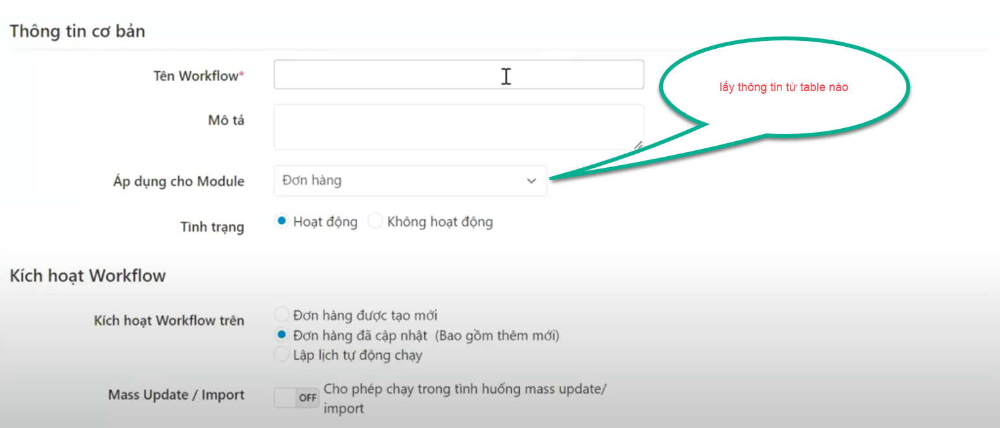 Thông tin cơ bản
Tên Workflow*
lấy thông tin từ table nào
Mô tả
Áp dụng cho Module
Đơn hàng
Tình trạng
Hoạt động
Không hoạt động
Kích hoạt Workflow
Kích hoạt Workflow trên
Đơn hàng được tạo mới
Đơn hàng đã cập nhật (Bao gồm thêm mới)
Lập lịch tự động chạy
Mass Update / Import
OFF
Cho phép chạy trong tình huống mass update/
import